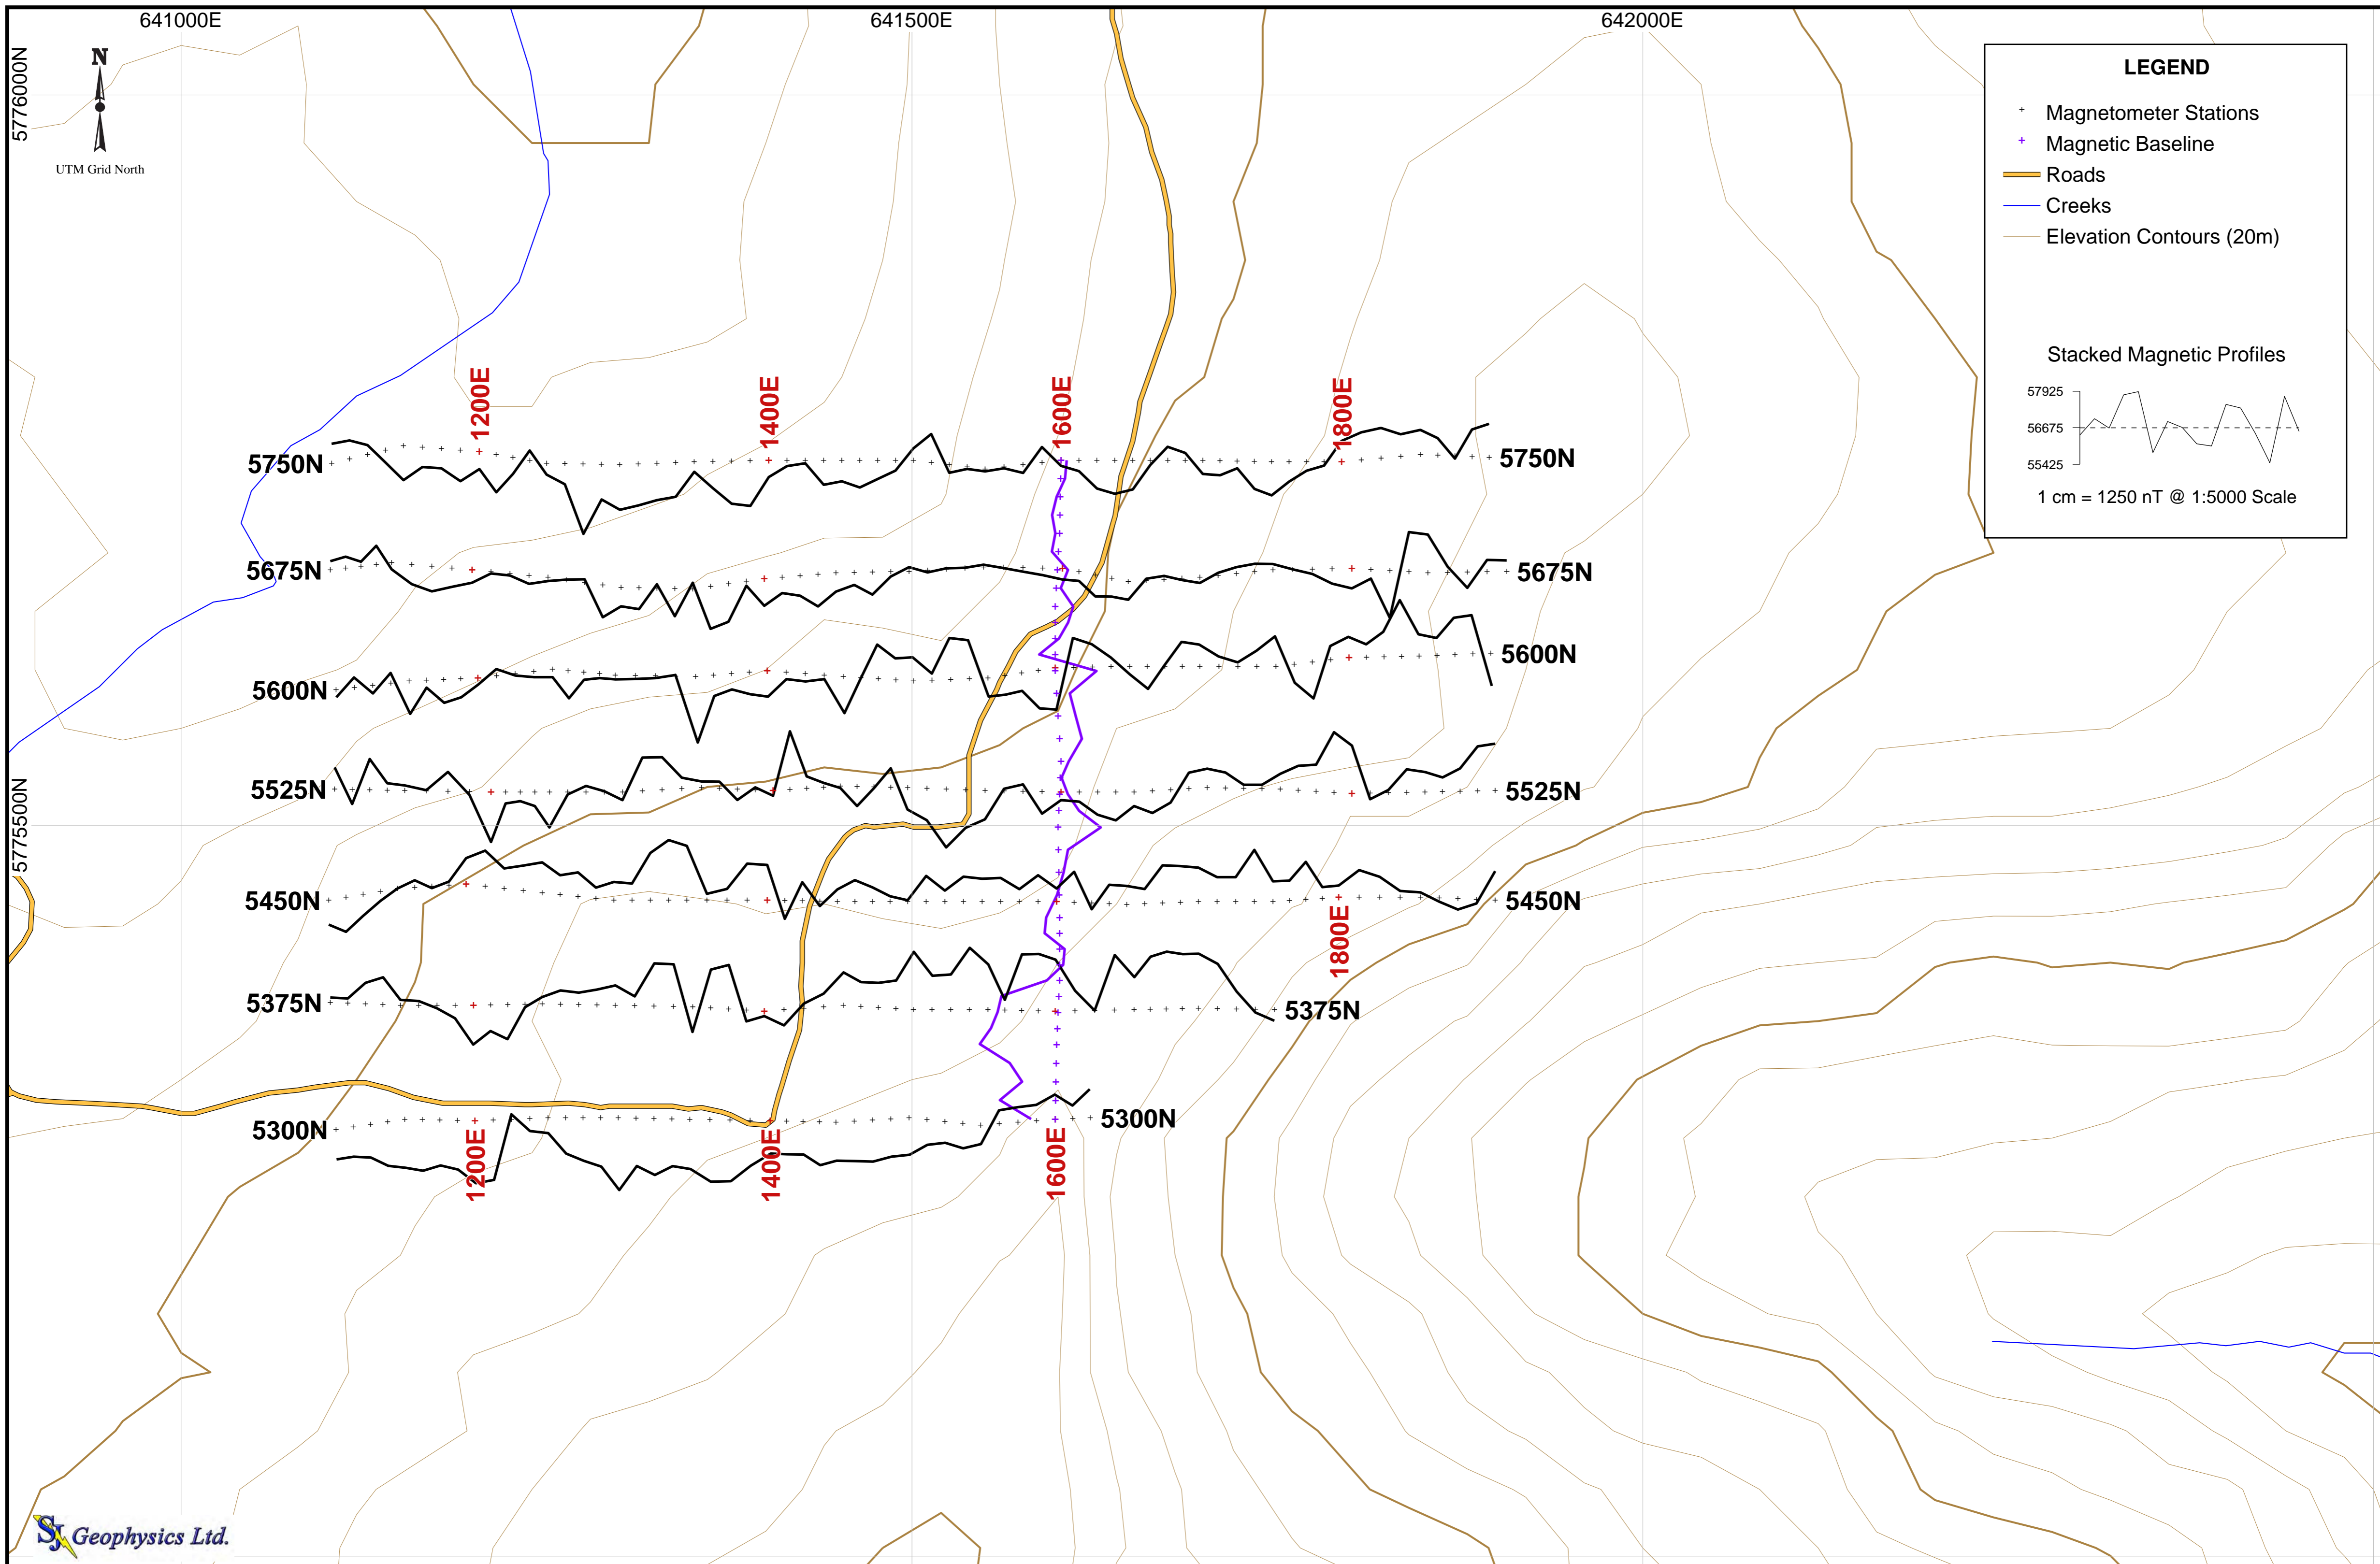 641000E 641500E 642000E
5776000N
N
UTM Grid North
LEGEND
Magnetometer Stations
Magnetic Baseline
Roads
Creeks
Elevation Contours (20m)
Stacked Magnetic Profiles
57925
56675
55425
1 cm = 1250 nT @ 1:5000 Scale
1200E 1400E 1600E 1800E
5750N 5750N
5675N 5675N
5600N 5600N
5775500N
5525N 5525N
5450N 5450N
1800E
5375N 5375N
5300N 5300N
1200E 1400E 1600E
SJ Geophysics Ltd.